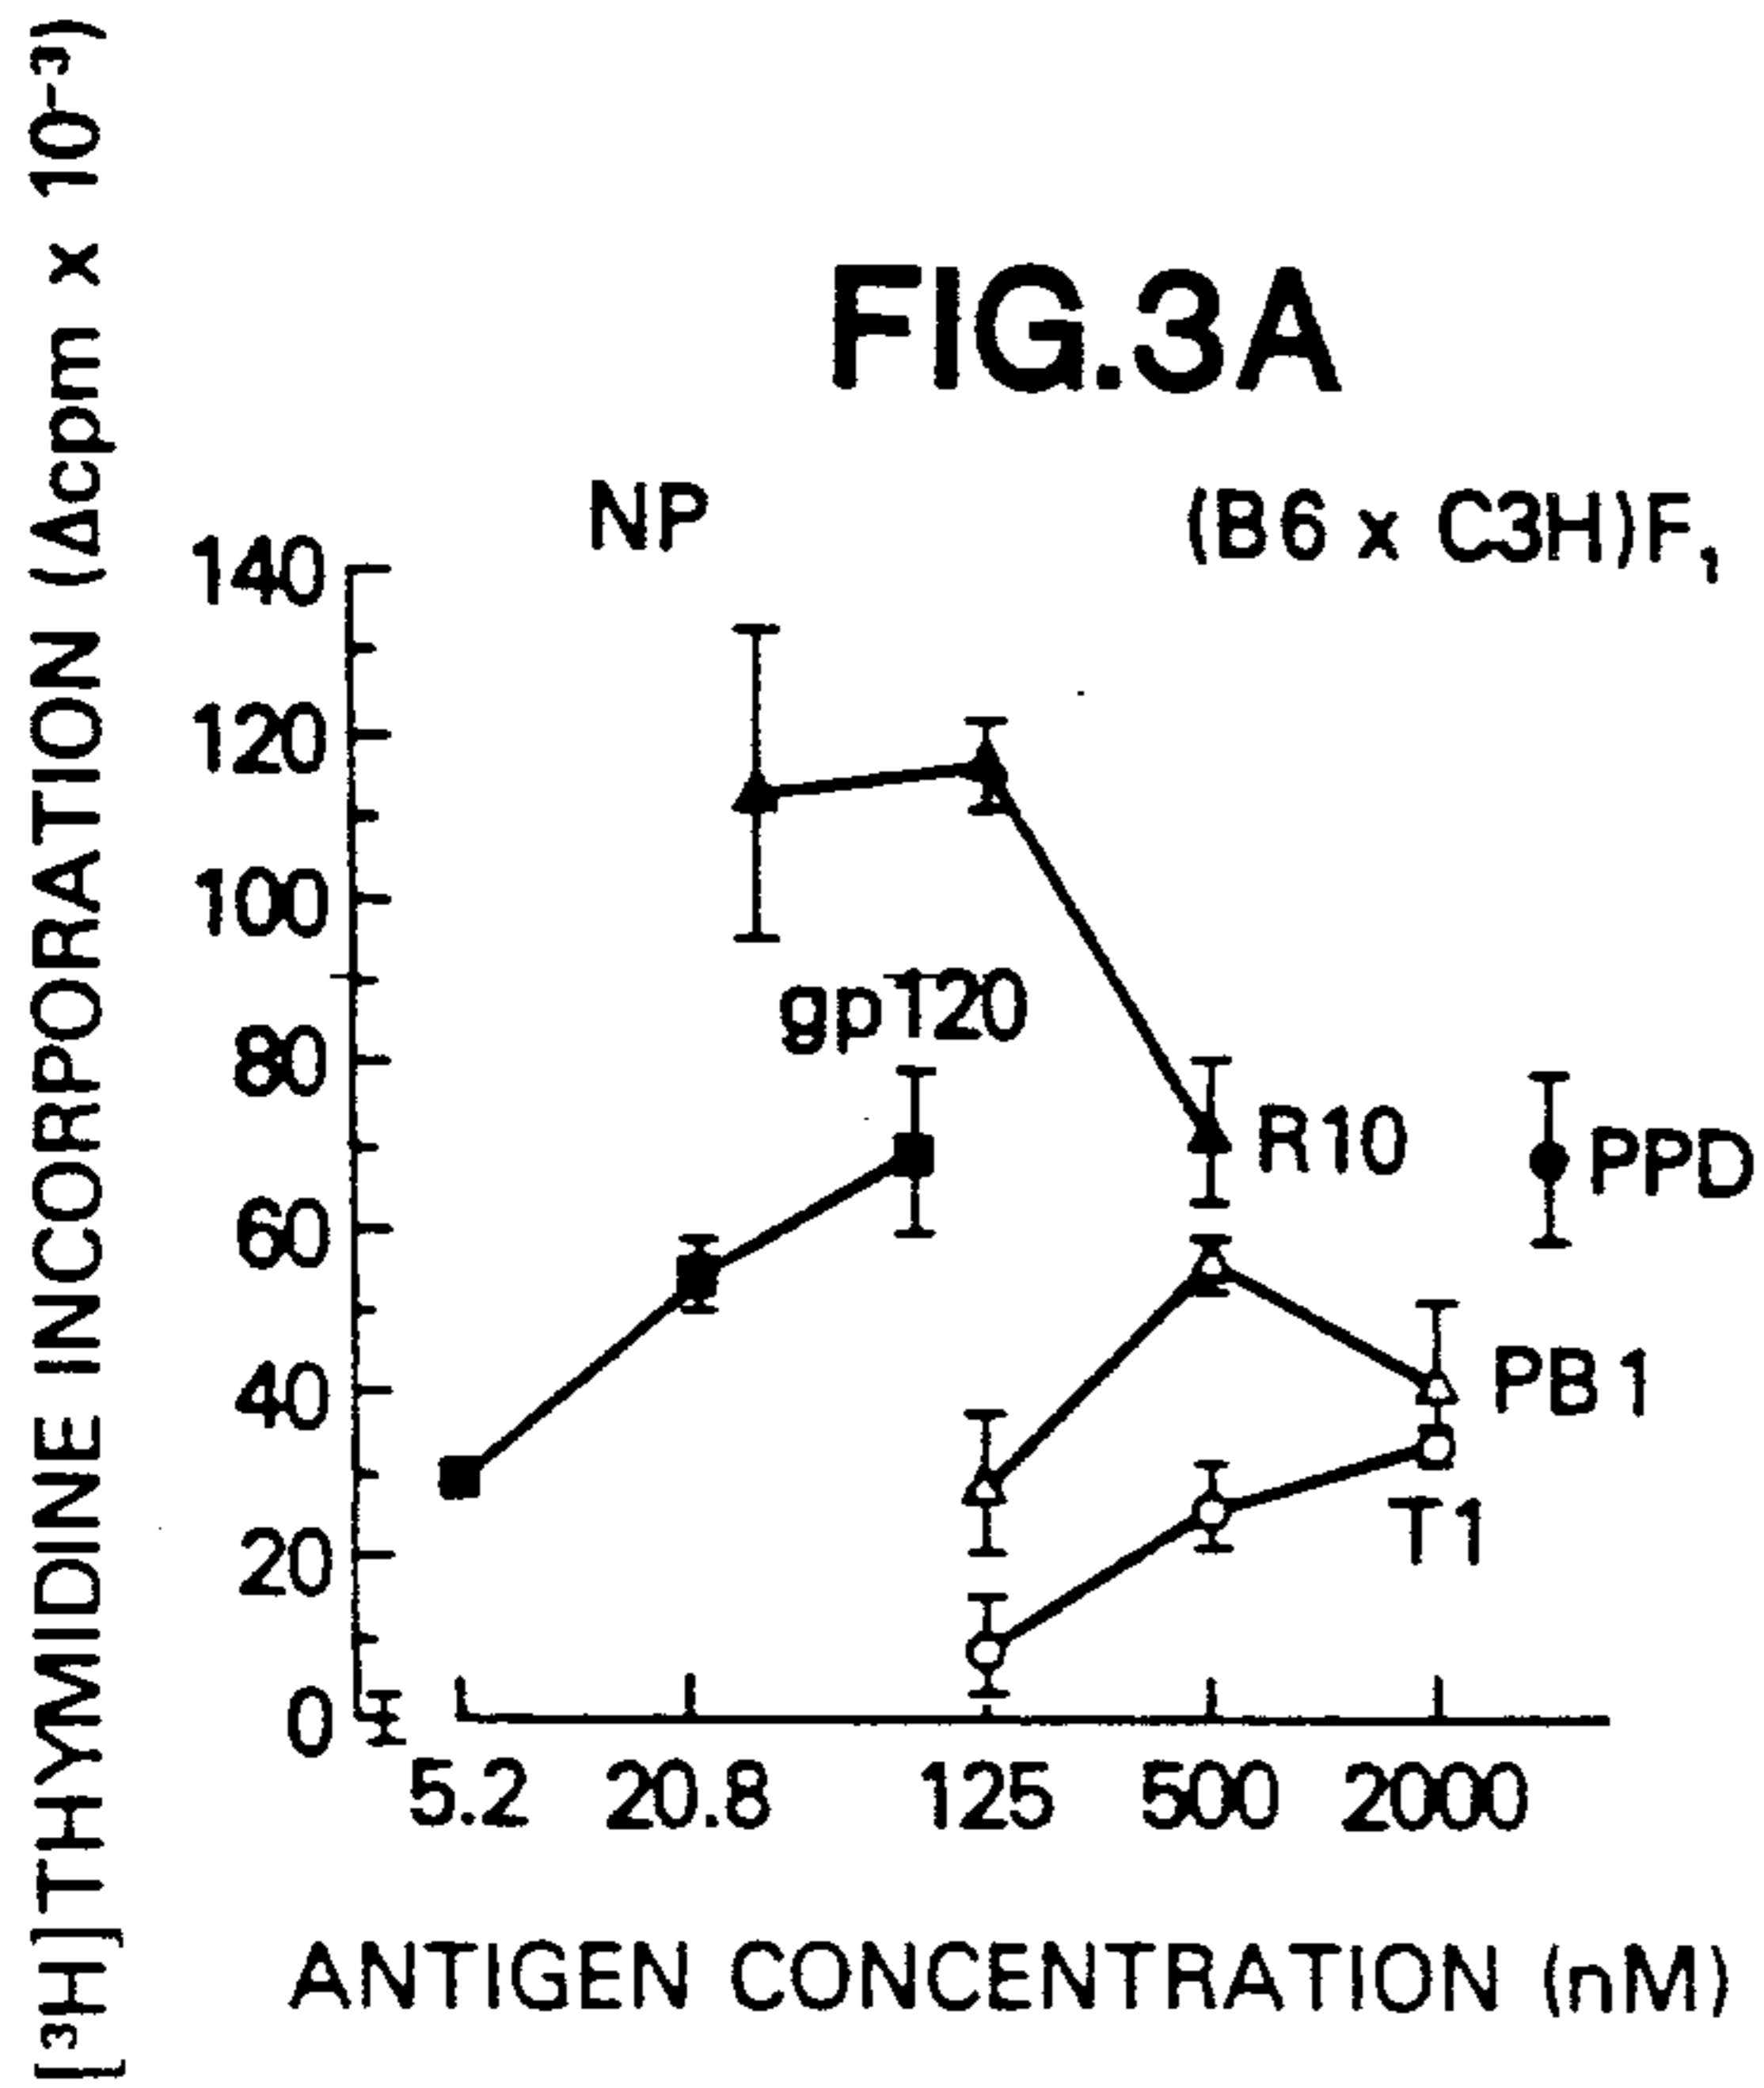 FIG.3A
NP
(B6 x C3H)F₁
[³H]THYMIDINE INCORPORATION (Δcpm x 10⁻³)
140
120
100
80
60
40
20
0
gp120
R10
PPD
PB1
T1
5.2 20.8 125 500 2000
ANTIGEN CONCENTRATION (nM)